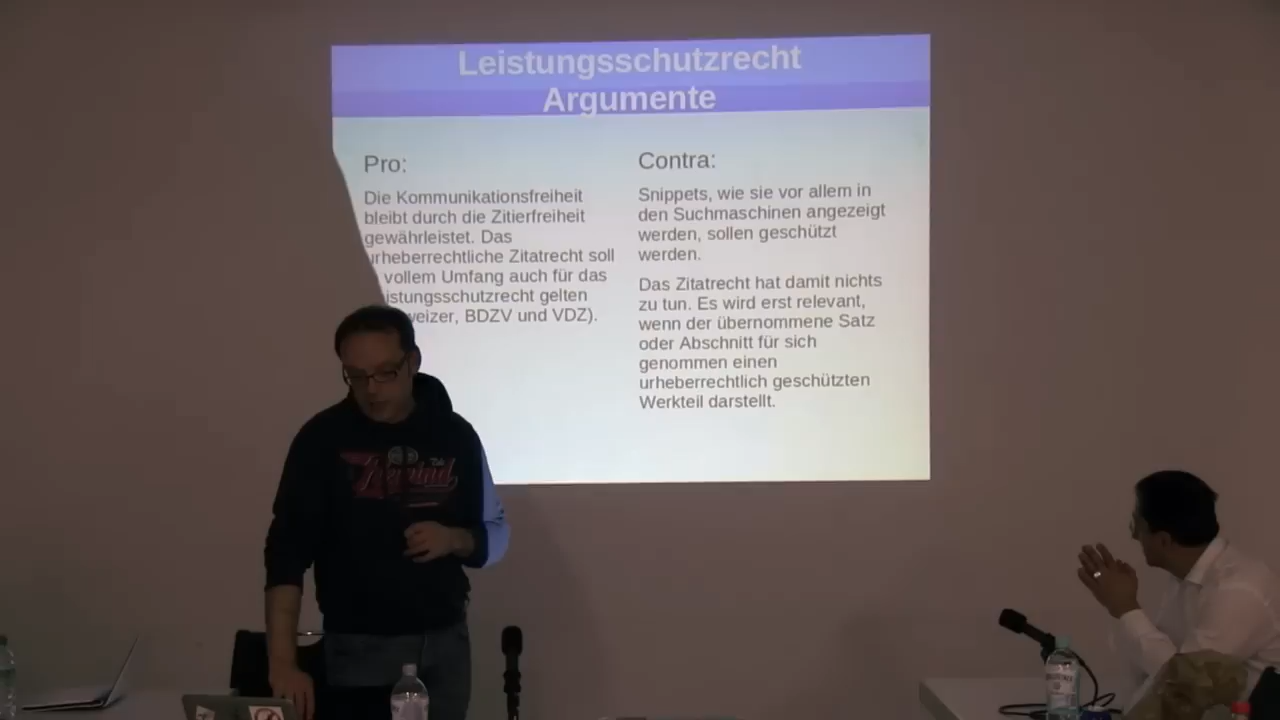 Leistungsschutzrecht
Argumente
Pro:
Die Kommunikationsfreiheit
bleibt durch die Zitierfreiheit
gewährleistet. Das
urheberrechtliche Zitatrecht soll
vollem Umfang auch für das
istungsschutzrecht gelten
weizer, BDZV und VDZ).
Contra:
Snippets, wie sie vor allem in
den Suchmaschinen angezeigt
werden, sollen geschützt
werden.
Das Zitatrecht hat damit nichts
zu tun. Es wird erst relevant,
wenn der übernommene Satz
oder Abschnitt für sich
genommen einen
urheberrechtlich geschützten
Werkteil darstellt.